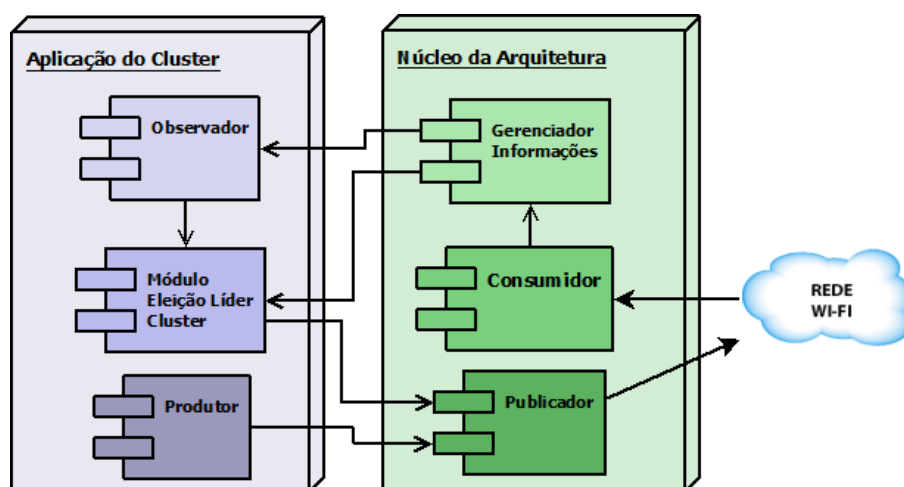 Aplicação do Cluster
Observador
Módulo
Eleição Líder
Cluster
Produtor
Núcleo da Arquitetura
Gerenciador
Informações
Consumidor
Publicador
REDE
WI-FI